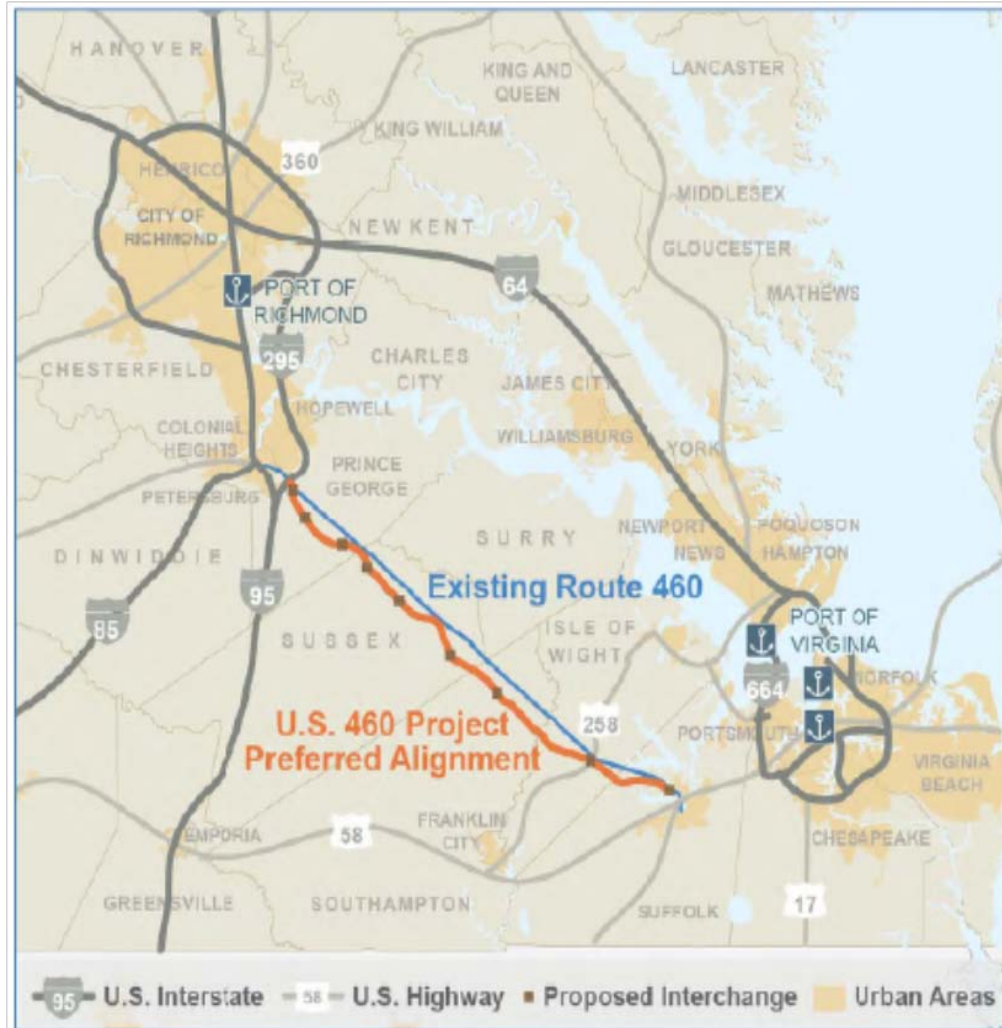 HANOVER
KING AND
QUEEN
LANCASTER
KING WILLIAM
360
HENRICO
MIDDLESEX
CITY OF
RICHMOND
NEW KENT
GLOUCESTER
64
MATHEWS
PORT OF
RICHMOND
295
CHARLES
CITY
CHESTERFIELD
JAMES CITY
HOPEWELL
COLONIAL
HEIGHTS
WILLIAMSBURG
YORK
PRINCE
GEORGE
PETERSBURG
NEWPORT
NEWS
POQUOSON
HAMPTON
SURRY
DINWIDDIE
Existing Route 460
95
85
SUSSEX
ISLE OF
WIGHT
PORT OF
VIRGINIA
664
NORFOLK
U.S. 460 Project
Preferred Alignment
258
PORTSMOUTH
VIRGINIA
BEACH
FRANKLIN
CITY
EMPORIA
58
CHESAPEAKE
GREENSVILLE
SOUTHAMPTON
SUFFOLK
17
95 U.S. Interstate 58 U.S. Highway Proposed Interchange Urban Areas